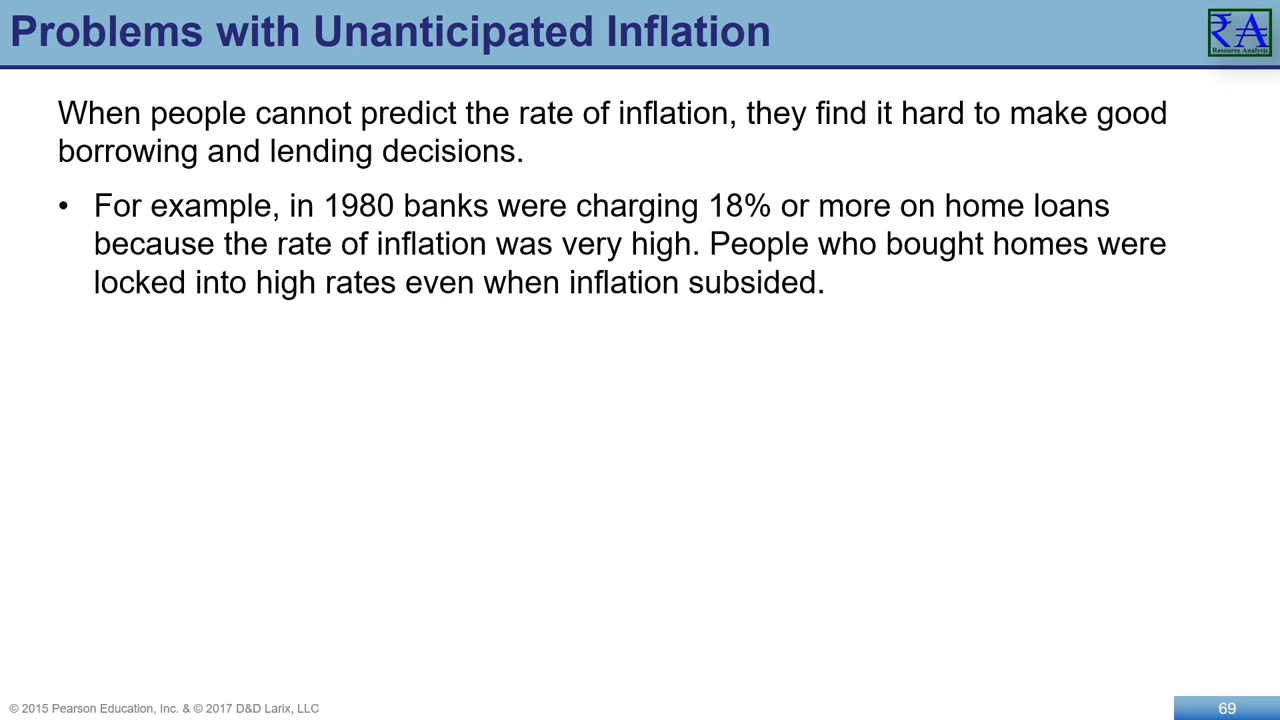 Problems with Unanticipated Inflation
₹A
Resource Analysis
When people cannot predict the rate of inflation, they find it hard to make good
borrowing and lending decisions.
• For example, in 1980 banks were charging 18% or more on home loans
because the rate of inflation was very high. People who bought homes were
locked into high rates even when inflation subsided.
© 2015 Pearson Education, Inc. & © 2017 D&D Larix, LLC
69